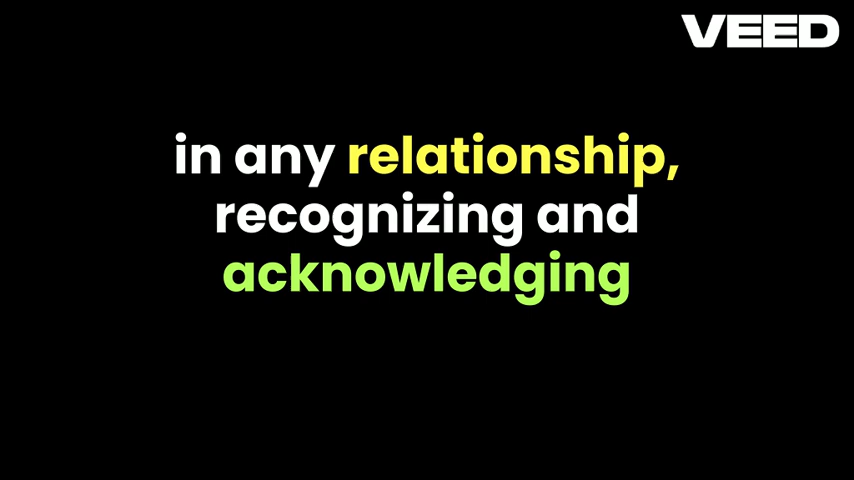 VEED
in any relationship,
recognizing and
acknowledging